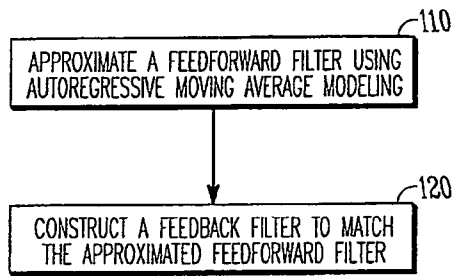 110
APPROXIMATE A FEEDFORWARD FILTER USING
AUTOREGRESSIVE MOVING AVERAGE MODELING
120
CONSTRUCT A FEEDBACK FILTER TO MATCH
THE APPROXIMATED FEEDFORWARD FILTER